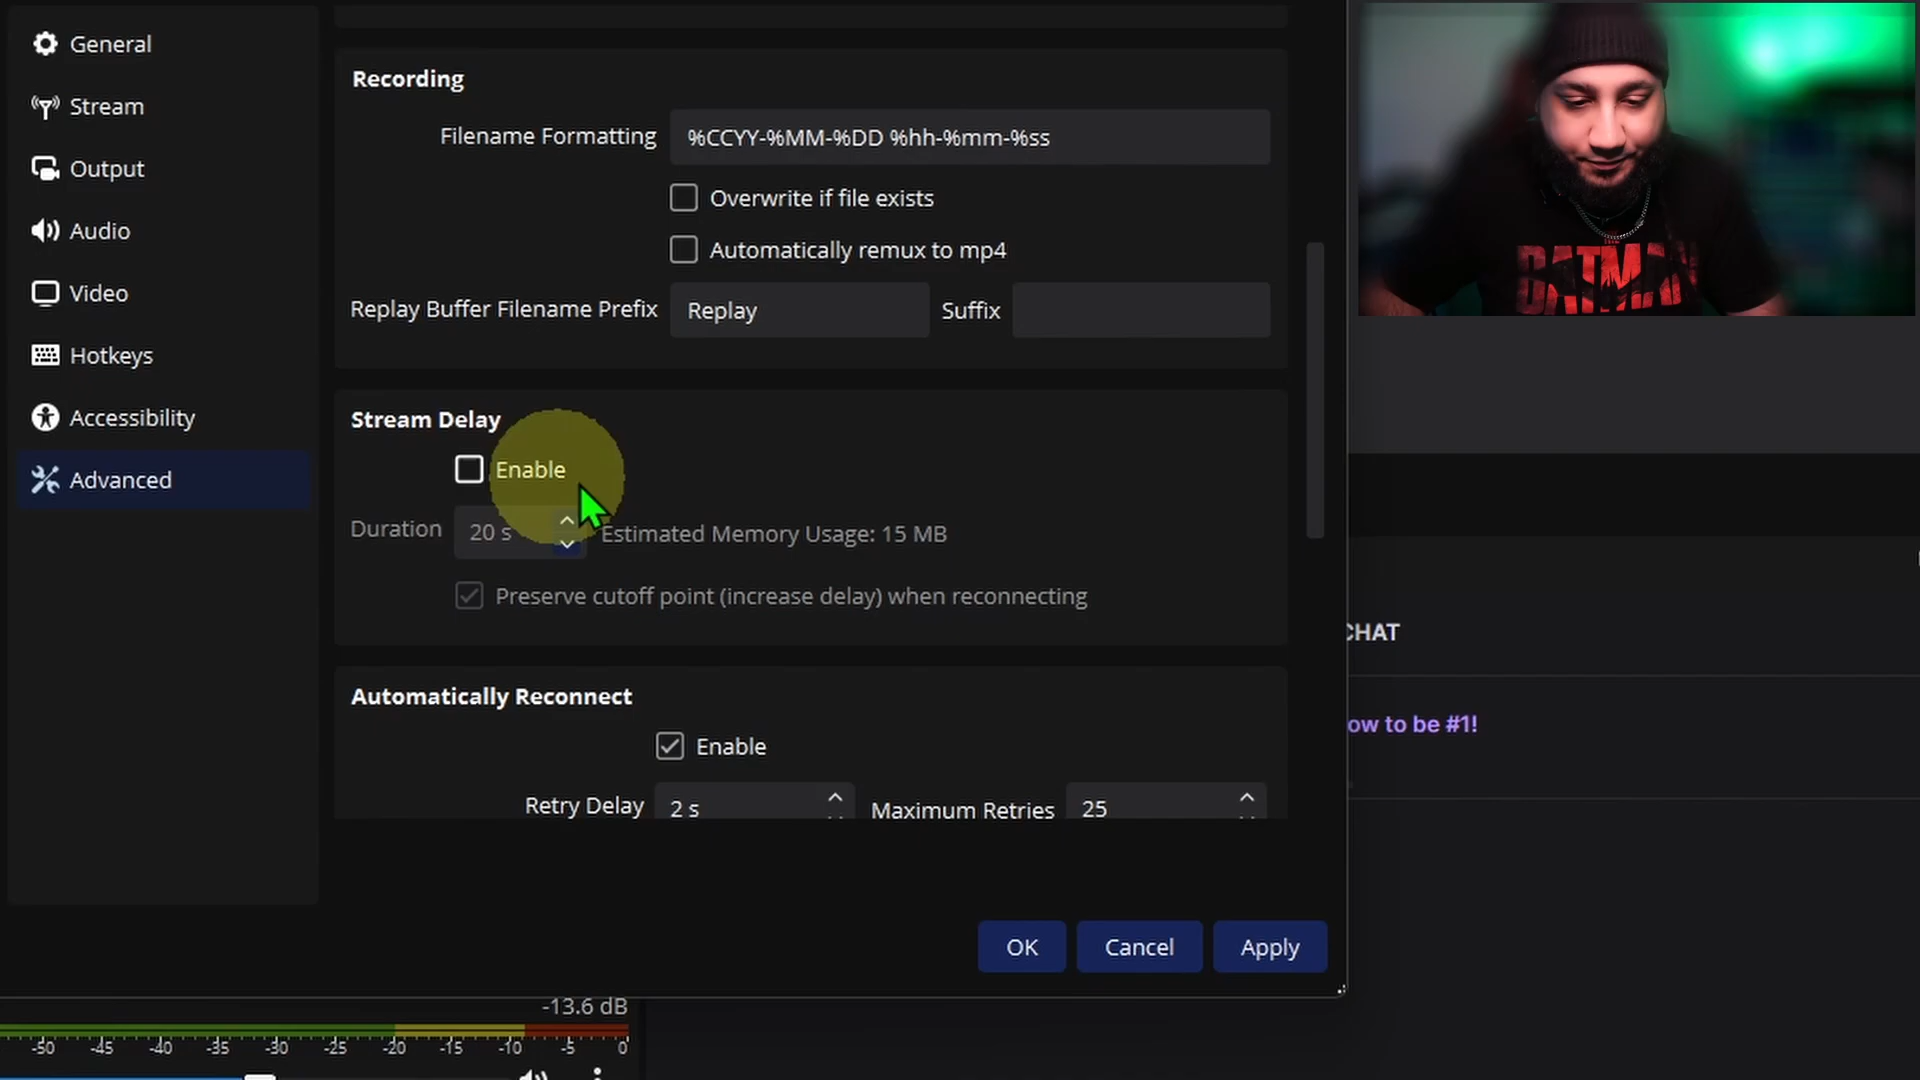 General
Stream
Output
Audio
Video
Hotkeys
Accessibility
Advanced
Recording
Filename Formatting %CCYY-%MM-%DD %hh-%mm-%ss
Overwrite if file exists
Automatically remux to mp4
Replay Buffer Filename Prefix Replay Suffix
Stream Delay
Enable
Duration 20 s Estimated Memory Usage: 15 MB
Preserve cutoff point (increase delay) when reconnecting
Automatically Reconnect
Enable
Retry Delay 2 s Maximum Retries 25
OK Cancel Apply
-13.6 dB
-50 -45 -40 -35 -30 -25 -20 -15 -10 -5 0
BATMAN
CHAT
ow to be #1!